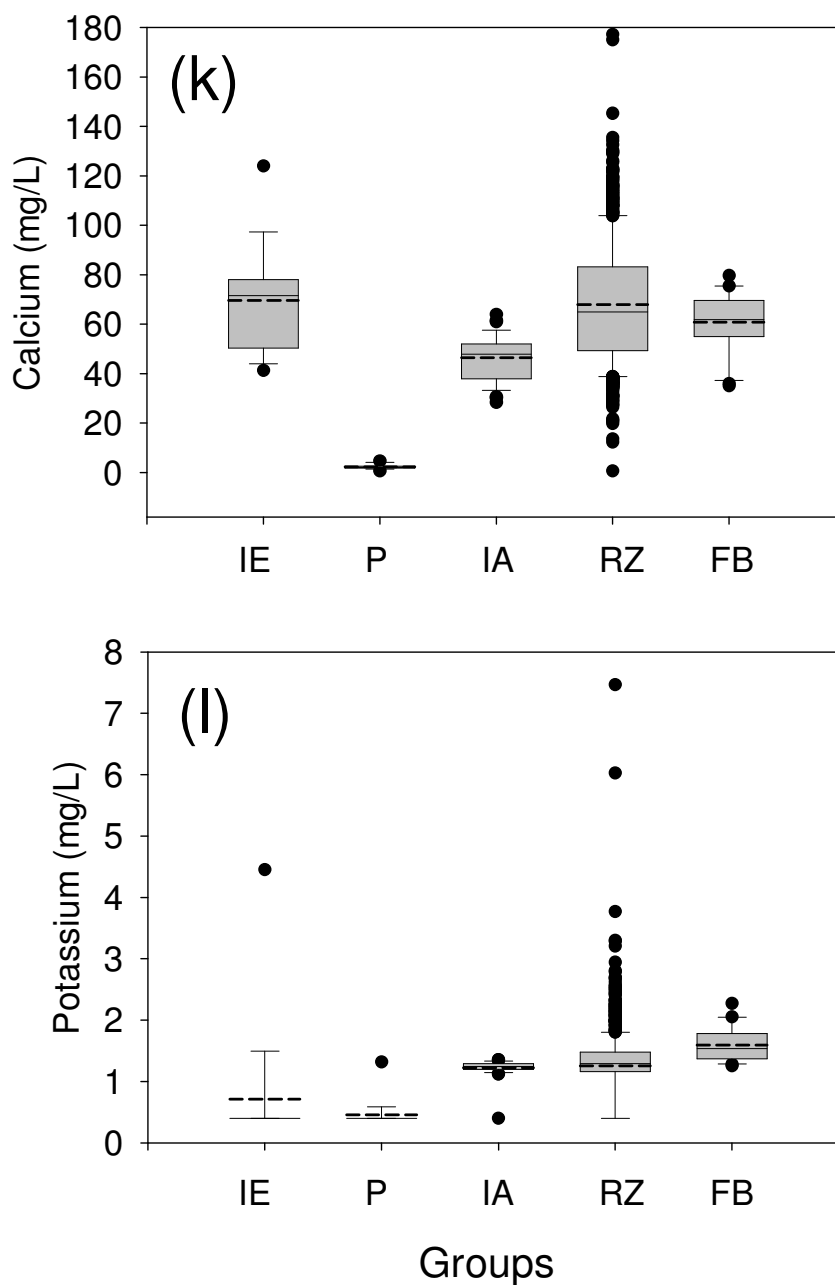 180
(k)
160
140
120
100
80
60
40
20
0
Calcium (mg/L)
IE P IA RZ FB
8
(l)
7
6
5
4
3
2
1
0
Potassium (mg/L)
IE P IA RZ FB
Groups